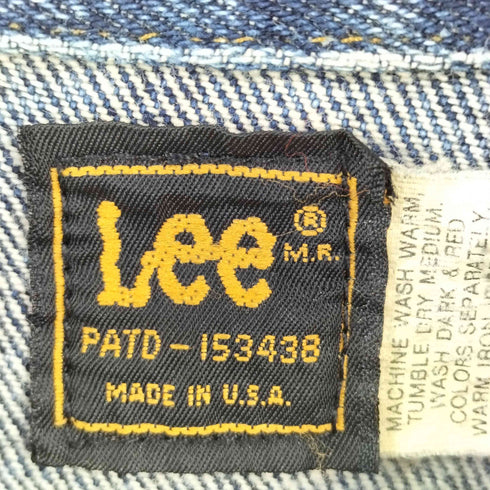 Lee ®
M.R.
PATD-153438
MADE IN U.S.A.
MACHINE WASH WARM
TUMBLE DRY MEDIUM.
WASH DARK & RED
COLORS SEPARATELY.
WARM IRON